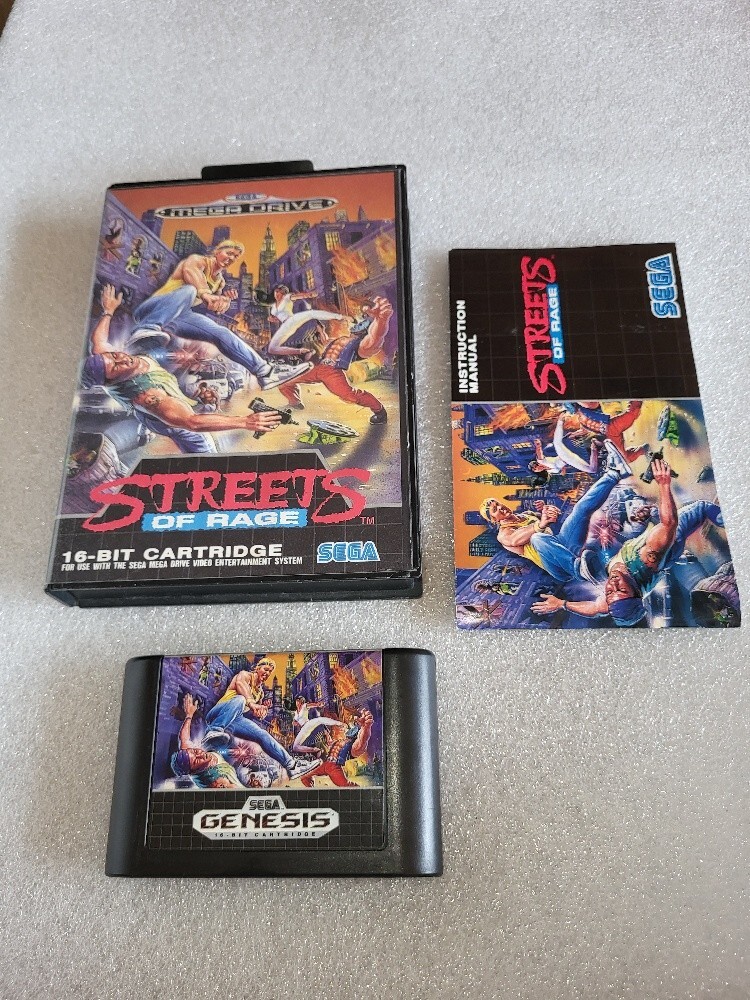 SEGA
MEGA DRIVE
STREETS
OF RAGE TM
16-BIT CARTRIDGE
FOR USE WITH THE SEGA MEGA DRIVE VIDEO ENTERTAINMENT SYSTEM
SEGA
INSTRUCTION
MANUAL
STREETS
OF RAGE
SEGA
SEGA
GENESIS
16-BIT CARTRIDGE